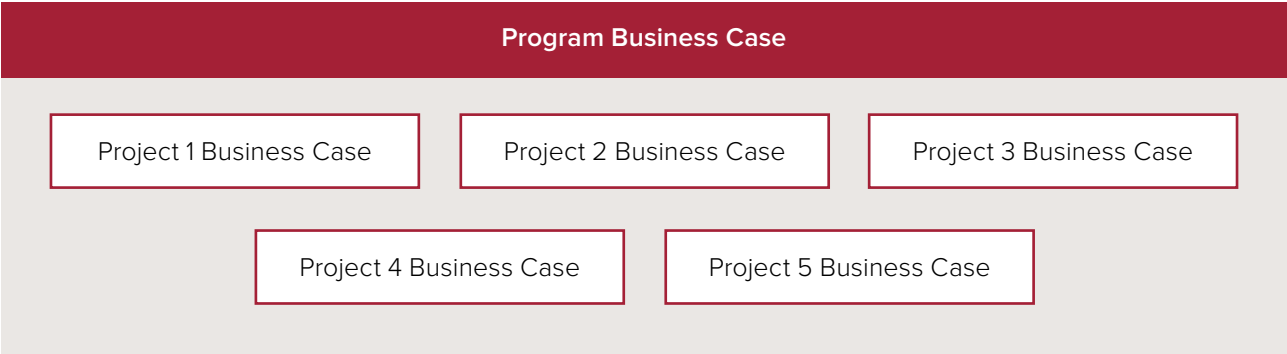 Program Business Case
Project 1 Business Case
Project 2 Business Case
Project 3 Business Case
Project 4 Business Case
Project 5 Business Case